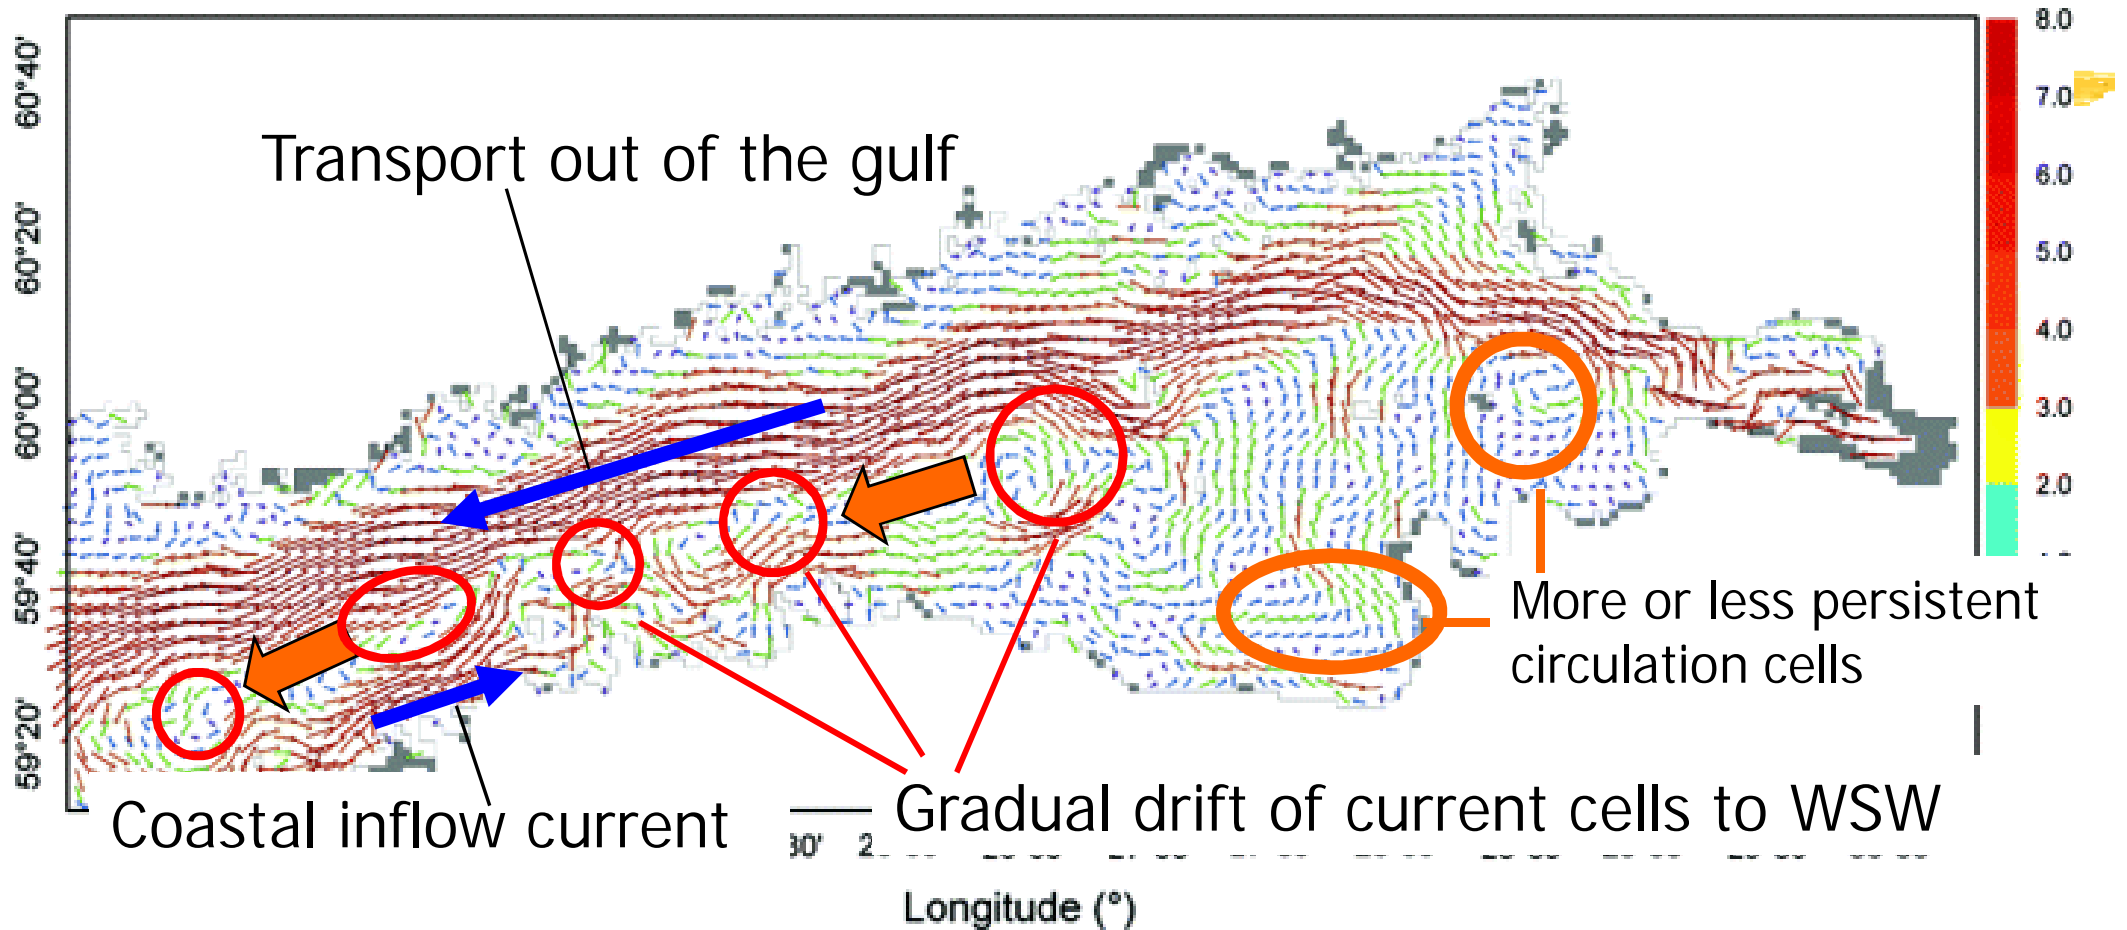 8.0
7.0
6.0
5.0
4.0
3.0
2.0
60°40'
60°20'
60°00'
59°40'
59°20'
Transport out of the gulf
More or less persistent
circulation cells
Coastal inflow current
Gradual drift of current cells to WSW
30'
Longitude (°)